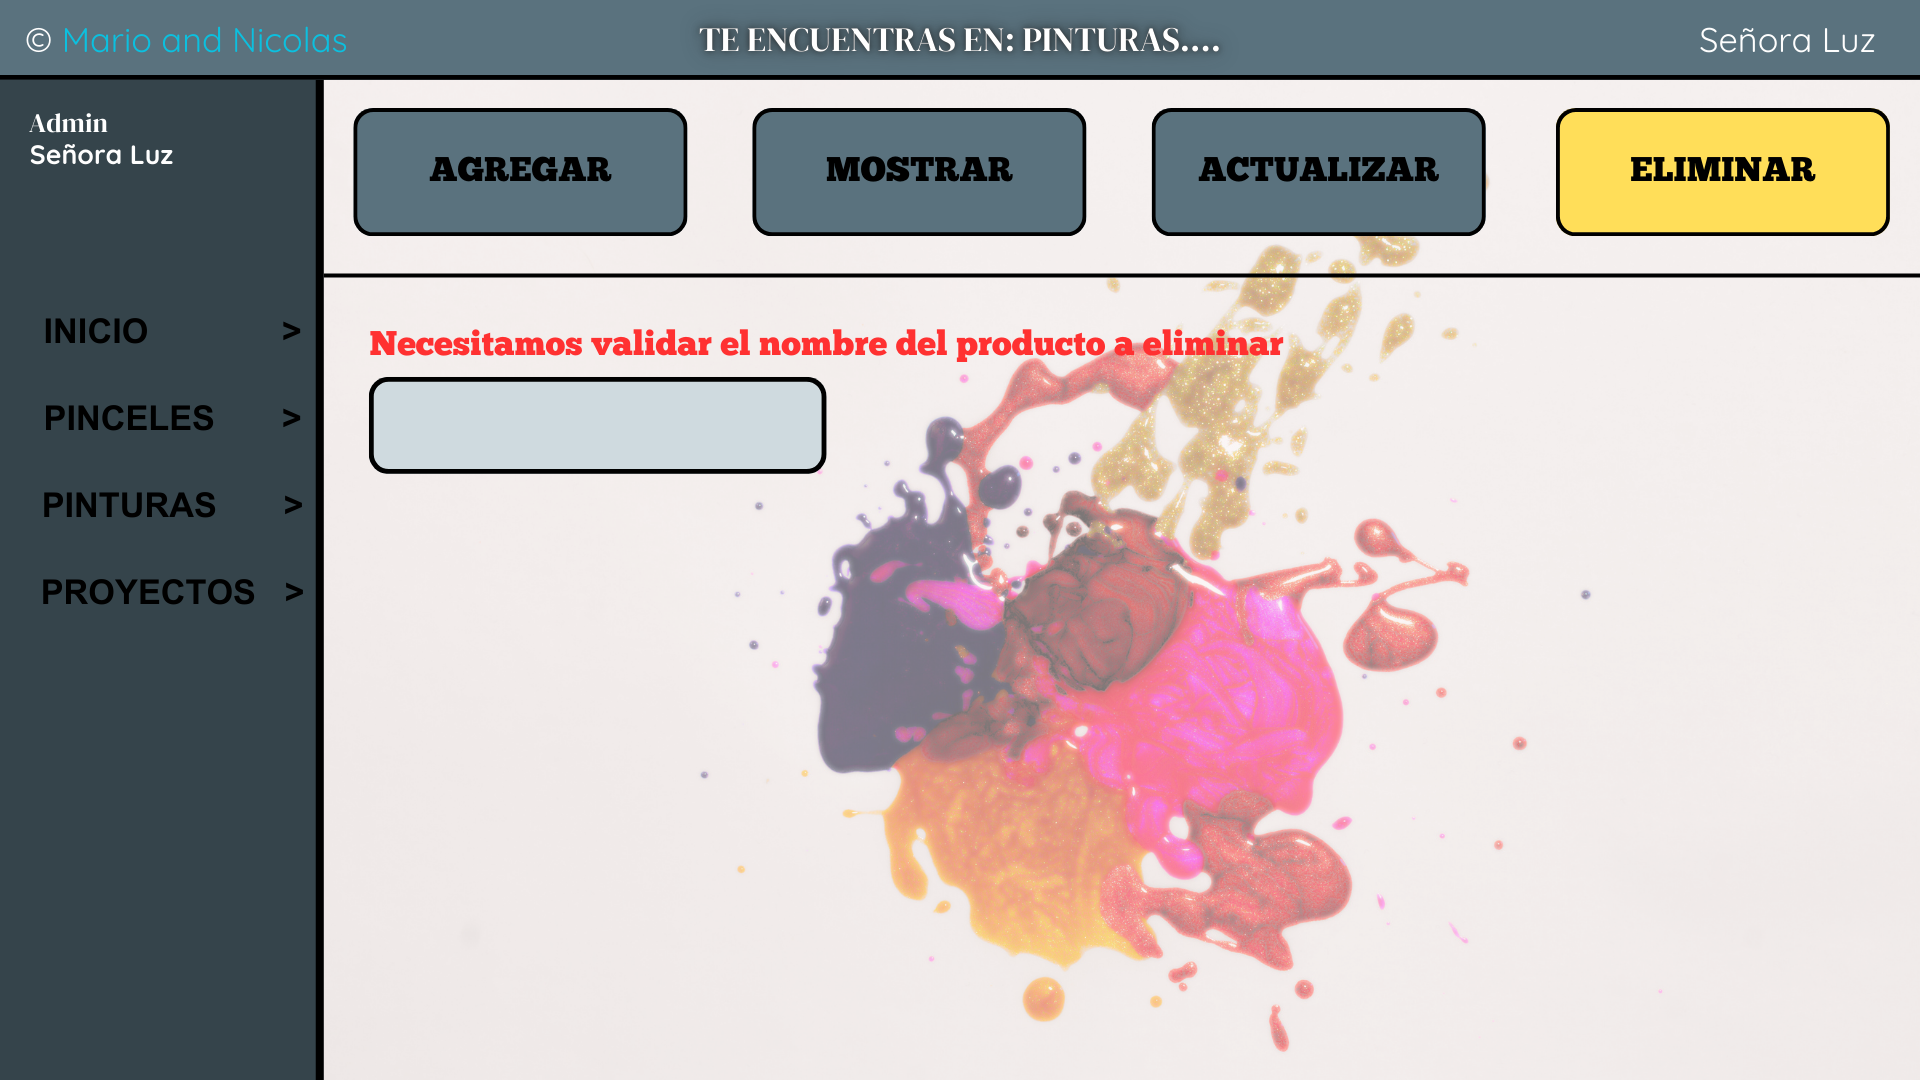 © Mario and Nicolas
TE ENCUENTRAS EN: PINTURAS....
Señora Luz
Admin
Señora Luz
AGREGAR
MOSTRAR
ACTUALIZAR
ELIMINAR
INICIO >
PINCELES >
PINTURAS >
PROYECTOS >
Necesitamos validar el nombre del producto a eliminar